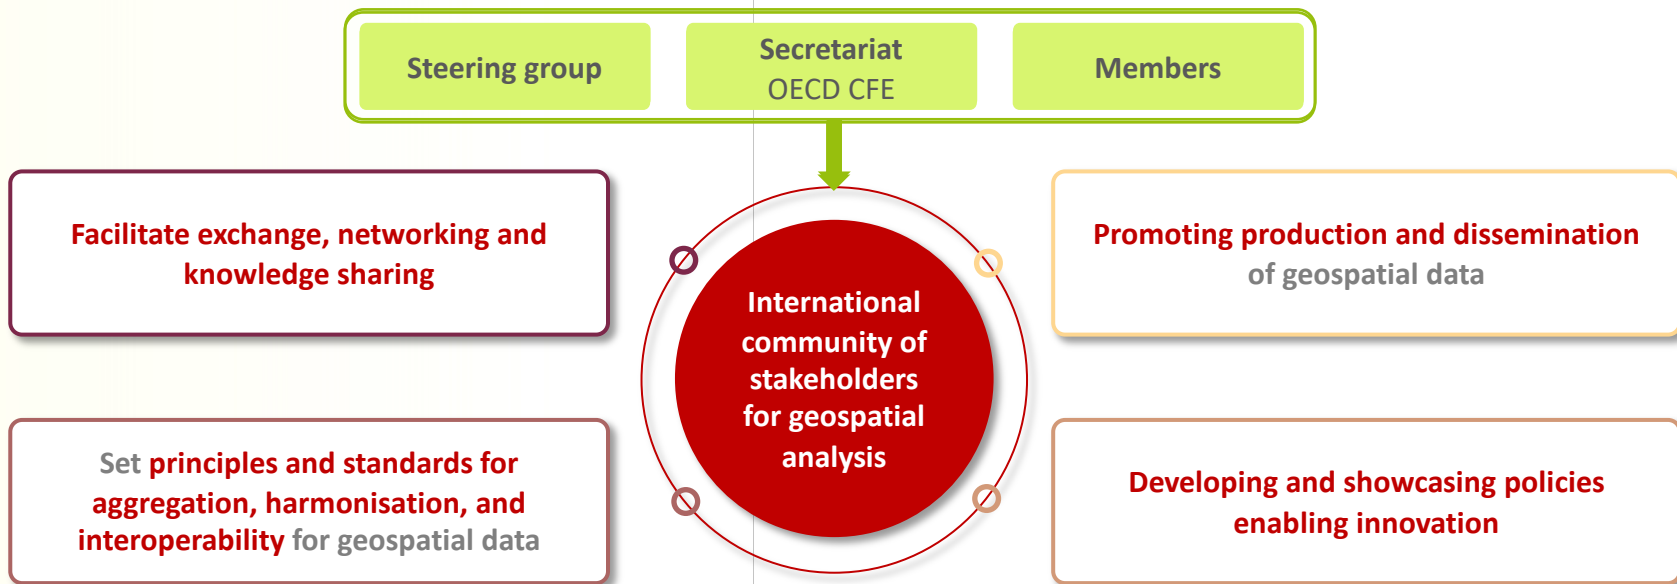 Steering group
Secretariat
OECD CFE
Members
Facilitate exchange, networking and
knowledge sharing
Promoting production and dissemination
of geospatial data
International
community of
stakeholders
for geospatial
analysis
Set principles and standards for
aggregation, harmonisation, and
interoperability for geospatial data
Developing and showcasing policies
enabling innovation